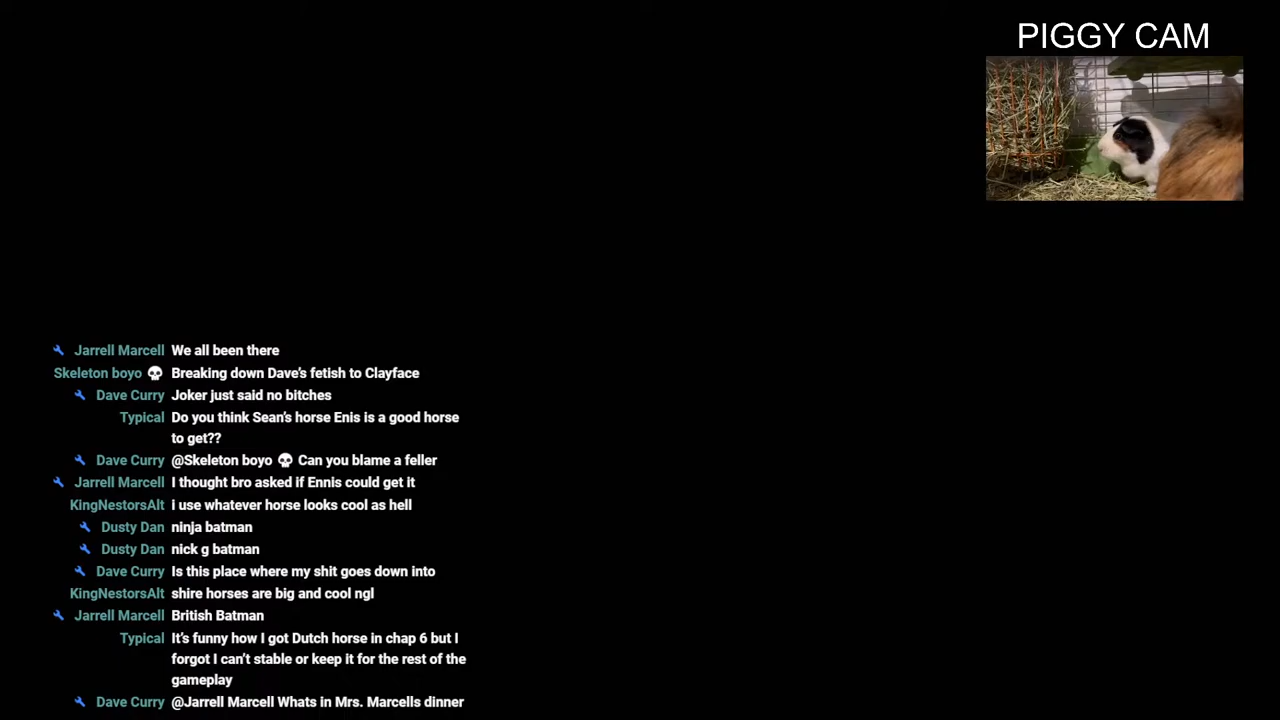 PIGGY CAM
Jarrell Marcell We all been there
Skeleton boyo 💀 Breaking down Dave's fetish to Clayface
Dave Curry Joker just said no bitches
Typical Do you think Sean's horse Enis is a good horse
to get??
Dave Curry @Skeleton boyo 💀 Can you blame a feller
Jarrell Marcell I thought bro asked if Ennis could get it
KingNestorsAlt i use whatever horse looks cool as hell
Dusty Dan ninja batman
Dusty Dan nick g batman
Dave Curry Is this place where my shit goes down into
KingNestorsAlt shire horses are big and cool ngl
Jarrell Marcell British Batman
Typical It's funny how I got Dutch horse in chap 6 but I
forgot I can't stable or keep it for the rest of the
gameplay
Dave Curry @Jarrell Marcell Whats in Mrs. Marcells dinner